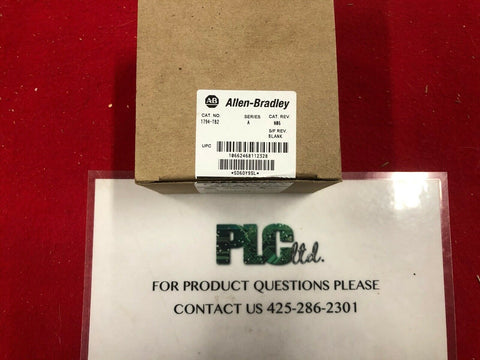 AB Allen-Bradley
CAT. NO. SERIES CAT. REV.
1794-TB2 A N05
S/F REV.
BLANK
UPC
10662468112328
*SD60Y9SL*
PLC ltd.
FOR PRODUCT QUESTIONS PLEASE
CONTACT US 425-286-2301